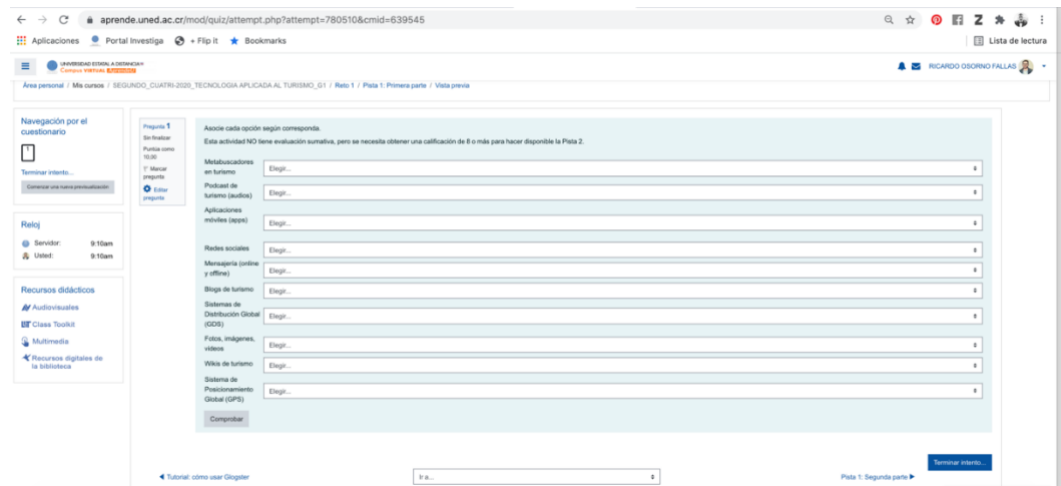 aprende.uned.ac.cr/mod/quiz/attempt.php?attempt=780510&cmid=639545
Aplicaciones Portal Investiga + Flip it Bookmarks Lista de lectura
UNIVERSIDAD ESTATAL A DISTANCIA
Campus VIRTUAL Aprende
RICARDO OSORNO FALLAS
Área personal / Mis cursos / SEGUNDO_CUATRI-2020_TECNOLOGIA APLICADA AL TURISMO_G1 / Reto 1 / Pista 1: Primera parte / Vista previa
Navegación por el
cuestionario
1
Terminar intento...
Comenzar una nueva previsualización
Reloj
Servidor: 9:10am
Usted: 9:10am
Recursos didácticos
Audiovisuales
Class Toolkit
Multimedia
Recursos digitales de
la biblioteca
Pregunta 1
Sin finalizar
Puntúa como
10,00
Marcar
pregunta
Editar
pregunta
Asocie cada opción según corresponda.
Esta actividad NO tiene evaluación sumativa, pero se necesita obtener una calificación de 8 o más para hacer disponible la Pista 2.
Metabuscadores
en turismo
Elegir...
Podcast de
turismo (audios)
Elegir...
Aplicaciones
móviles (apps)
Elegir...
Redes sociales
Elegir...
Mensajería (online
y offline)
Elegir...
Blogs de turismo
Elegir...
Sistemas de
Distribución Global
(GDS)
Elegir...
Fotos, imágenes,
videos
Elegir...
Wikis de turismo
Elegir...
Sistema de
Posicionamiento
Global (GPS)
Elegir...
Comprobar
Terminar intento...
Tutorial: cómo usar Glogster
Ir a...
Pista 1: Segunda parte